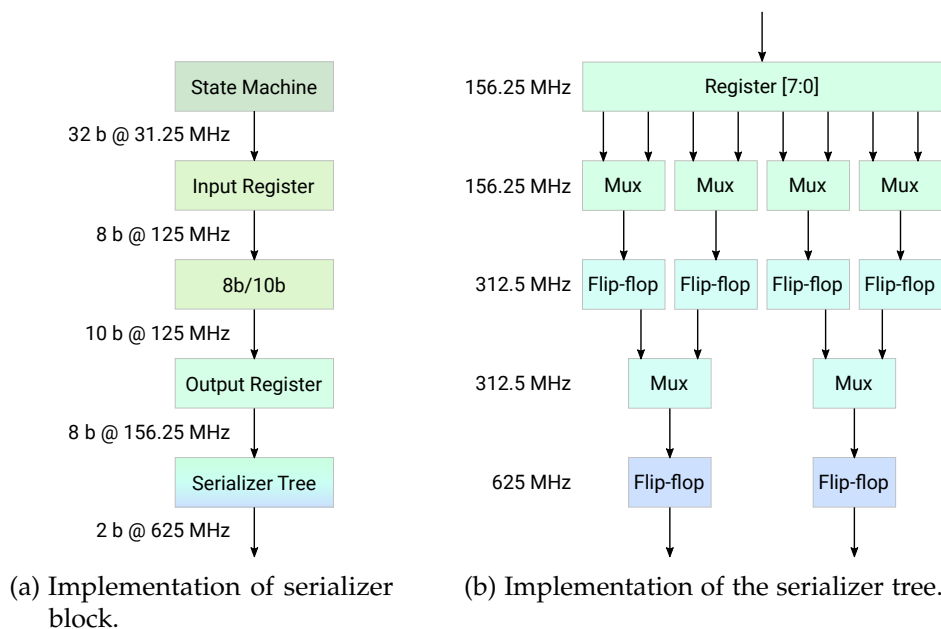 State Machine
32 b @ 31.25 MHz
Input Register
8 b @ 125 MHz
8b/10b
10 b @ 125 MHz
Output Register
8 b @ 156.25 MHz
Serializer Tree
2 b @ 625 MHz
(a) Implementation of serializer
block.
156.25 MHz Register [7:0]
156.25 MHz Mux Mux Mux Mux
312.5 MHz Flip-flop Flip-flop Flip-flop Flip-flop
312.5 MHz Mux Mux
625 MHz Flip-flop Flip-flop
(b) Implementation of the serializer tree.